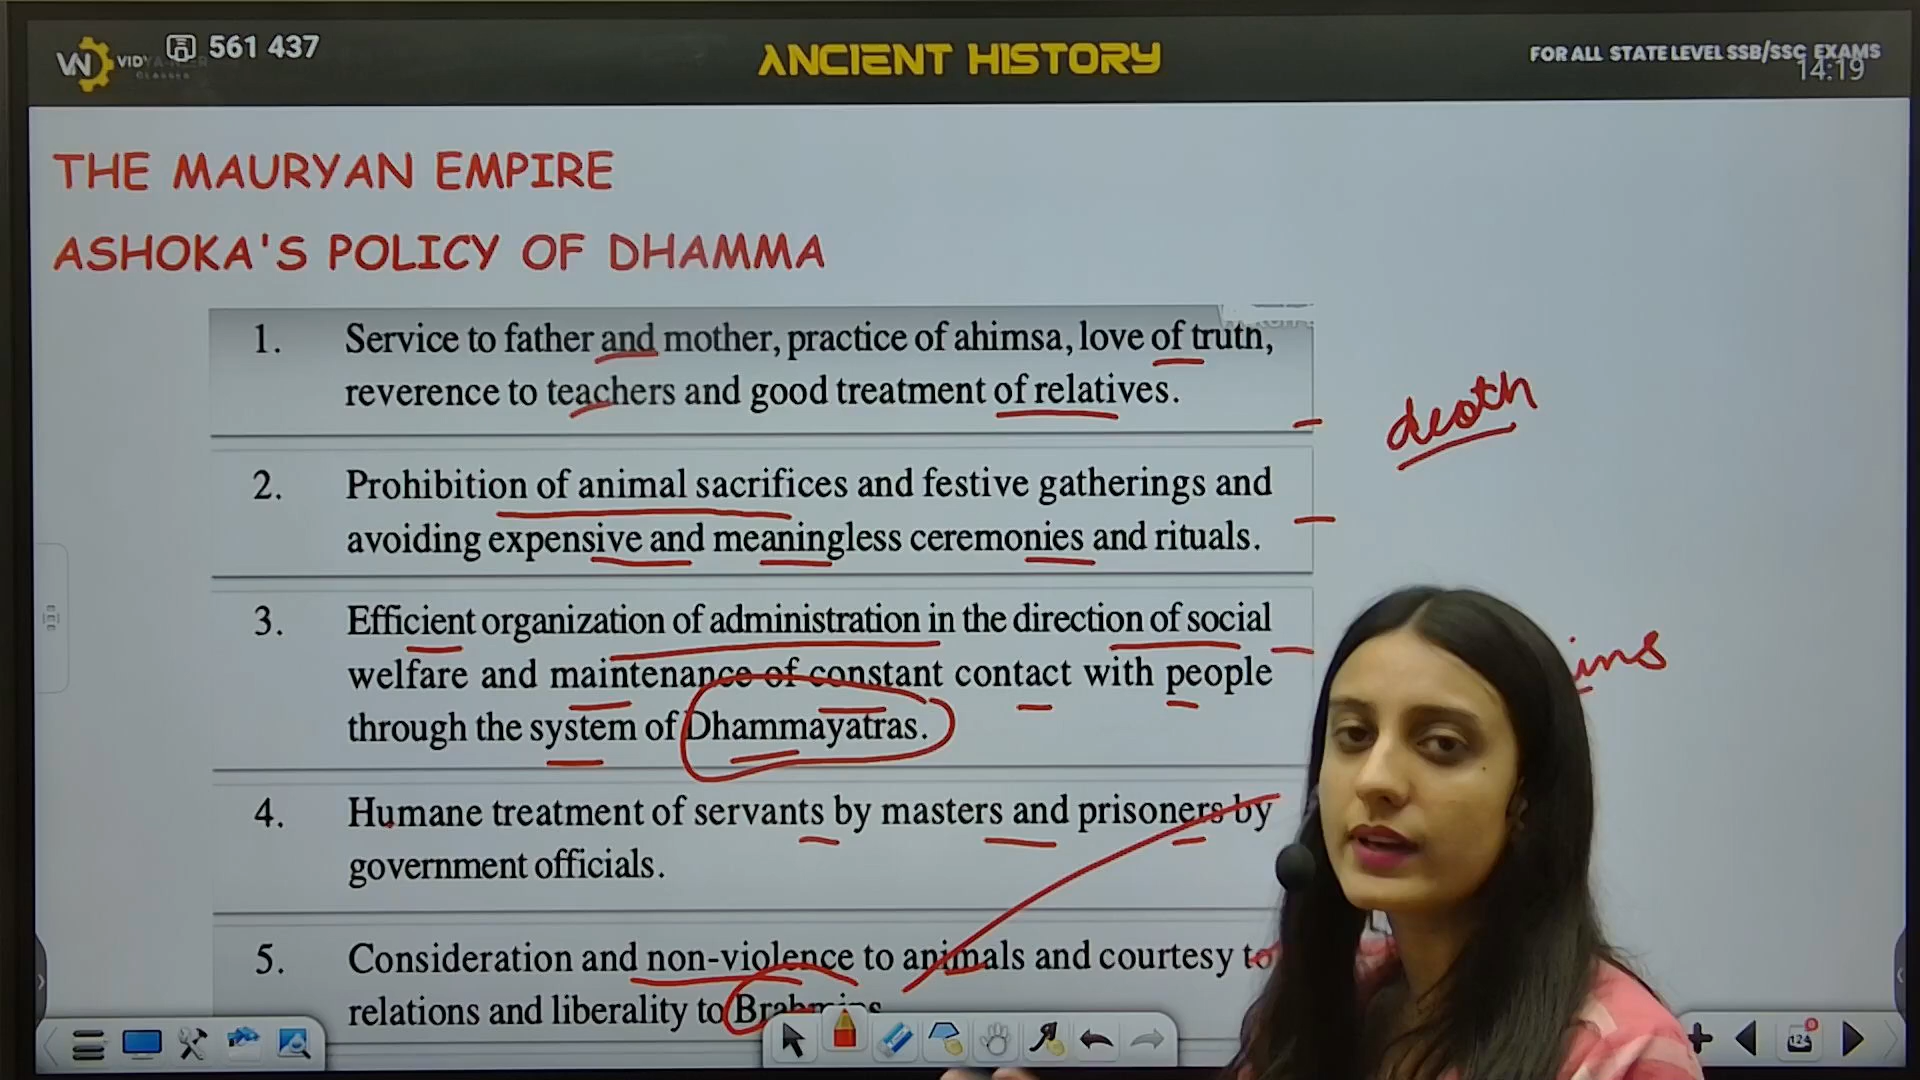 561 437
ANCIENT HISTORY
FOR ALL STATE LEVEL SSB/SSC EXAMS
14:19
THE MAURYAN EMPIRE
ASHOKA'S POLICY OF DHAMMA
1. Service to father and mother, practice of ahimsa, love of truth,
reverence to teachers and good treatment of relatives.
death
2. Prohibition of animal sacrifices and festive gatherings and
avoiding expensive and meaningless ceremonies and rituals.
3. Efficient organization of administration in the direction of social
welfare and maintenance of constant contact with people
through the system of Dhammayatras.
4. Humane treatment of servants by masters and prisoners by
government officials.
5. Consideration and non-violence to animals and courtesy to
relations and liberality to Brahmins
124